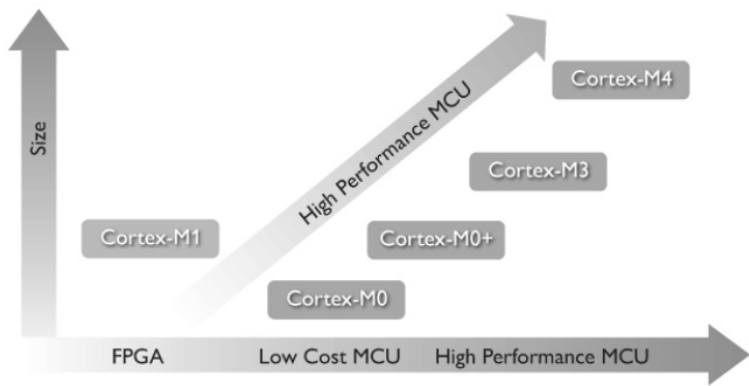 Cortex-M4
High Performance MCU
Size
Cortex-M3
Cortex-M1
Cortex-M0+
Cortex-M0
FPGA
Low Cost MCU
High Performance MCU